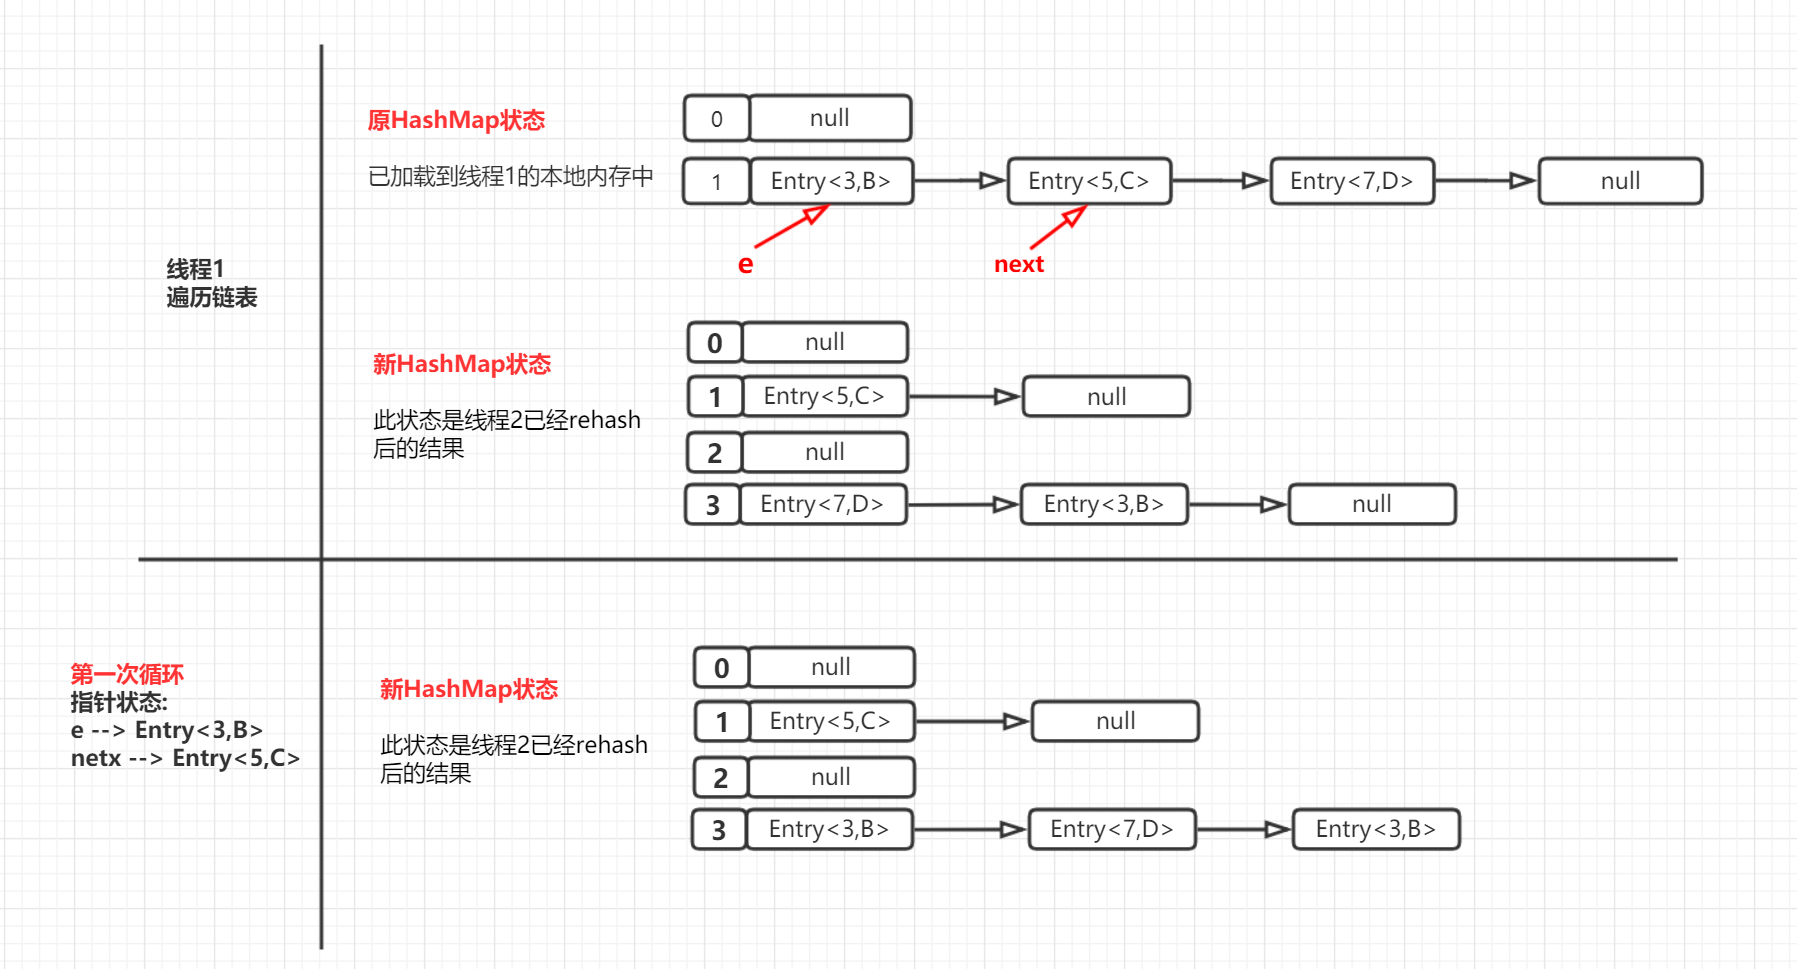 原HashMap状态
已加载到线程1的本地内存中
0 null
1 Entry<3,B> Entry<5,C> Entry<7,D> null
e next
线程1
遍历链表
新HashMap状态
此状态是线程2已经rehash
后的结果
0 null
1 Entry<5,C> null
2 null
3 Entry<7,D> Entry<3,B> null
第一次循环
指针状态:
e --> Entry<3,B>
netx --> Entry<5,C>
新HashMap状态
此状态是线程2已经rehash
后的结果
0 null
1 Entry<5,C> null
2 null
3 Entry<3,B> Entry<7,D> Entry<3,B>